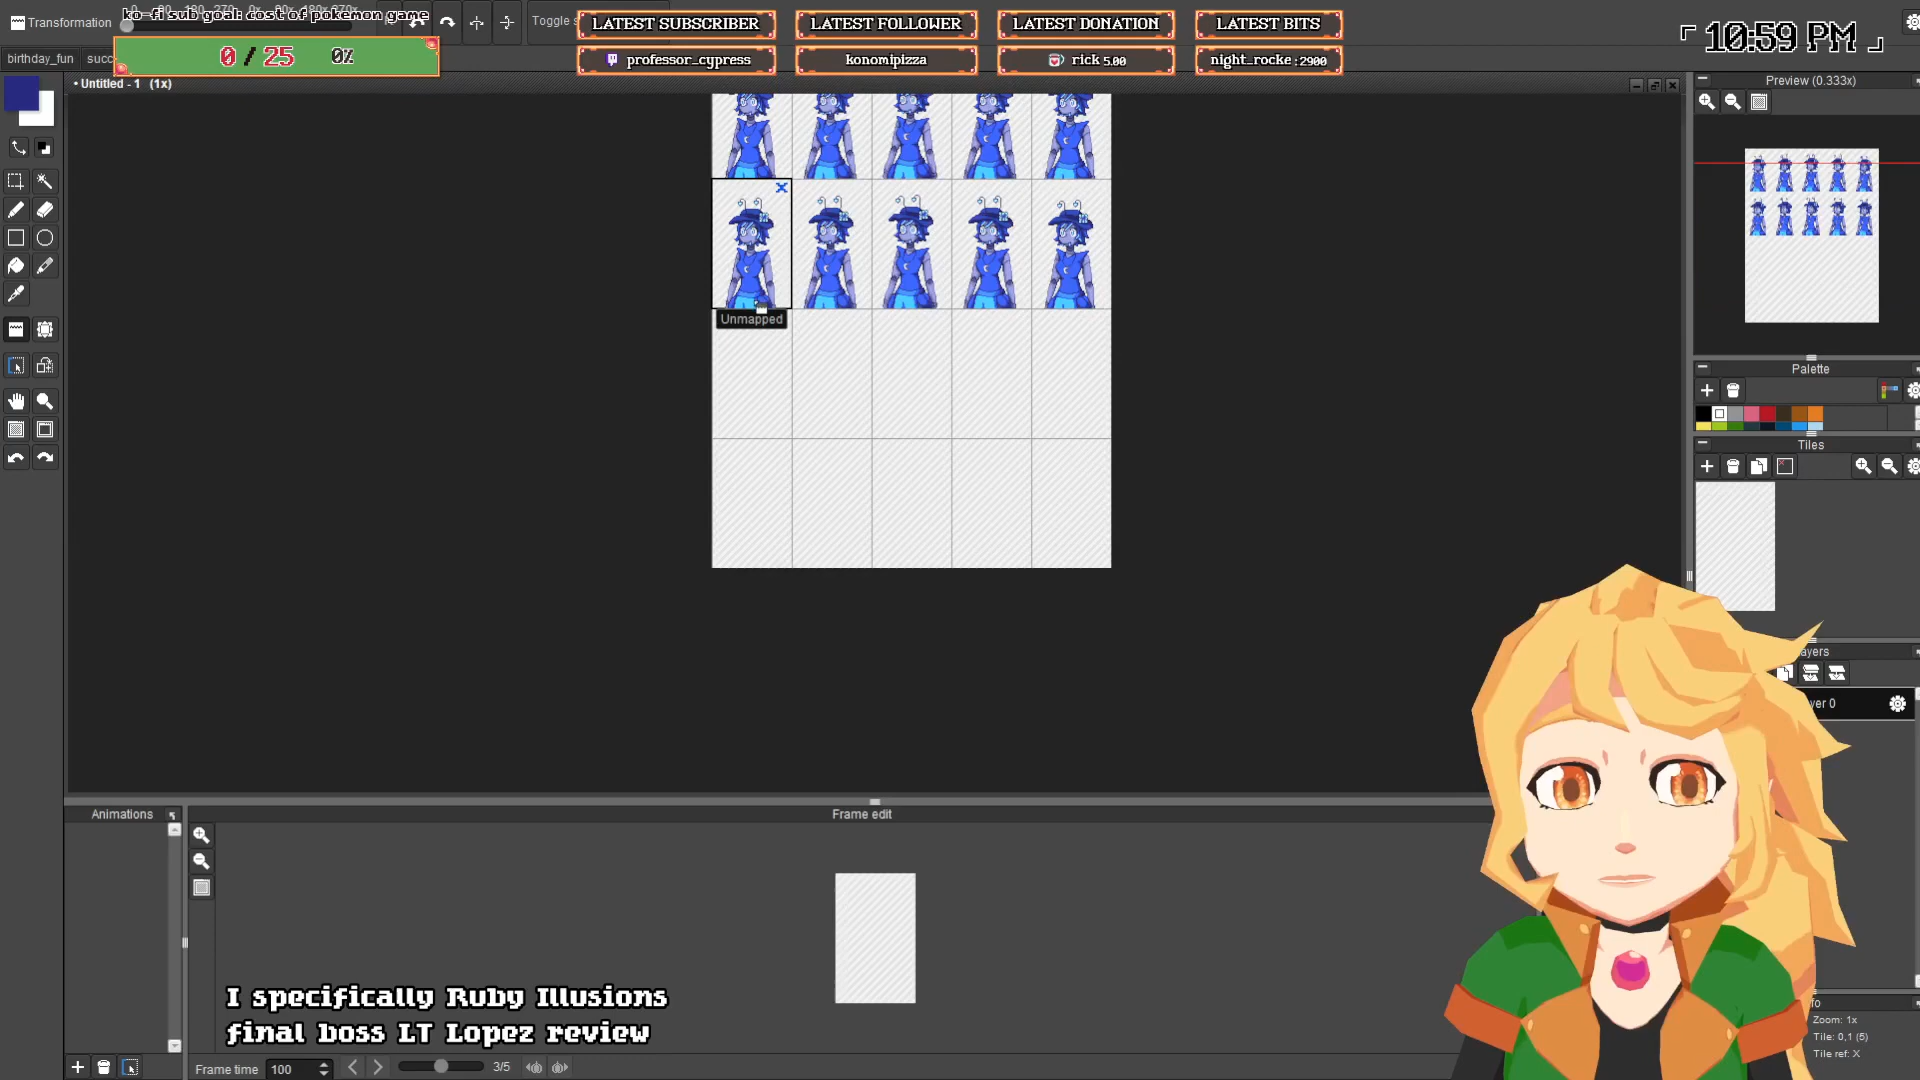 ko-fi sub goal: cost of pokemon game
Transformation
Toggle
0 / 25 0%
LATEST SUBSCRIBER
LATEST FOLLOWER
LATEST DONATION
LATEST BITS
professor_cypress
konomipizza
rick 5.00
night_rocke :2900
10:59 PM
birthday_fun
succ
• Untitled - 1 (1x)
Preview (0.333x)
Unmapped
Palette
Tiles
ayers
yer 0
Animations
Frame edit
I specifically Ruby Illusions
final boss LT Lopez review
Frame time 100
3/5
fo
Zoom: 1x
Tile: 0,1 (5)
Tile ref: X